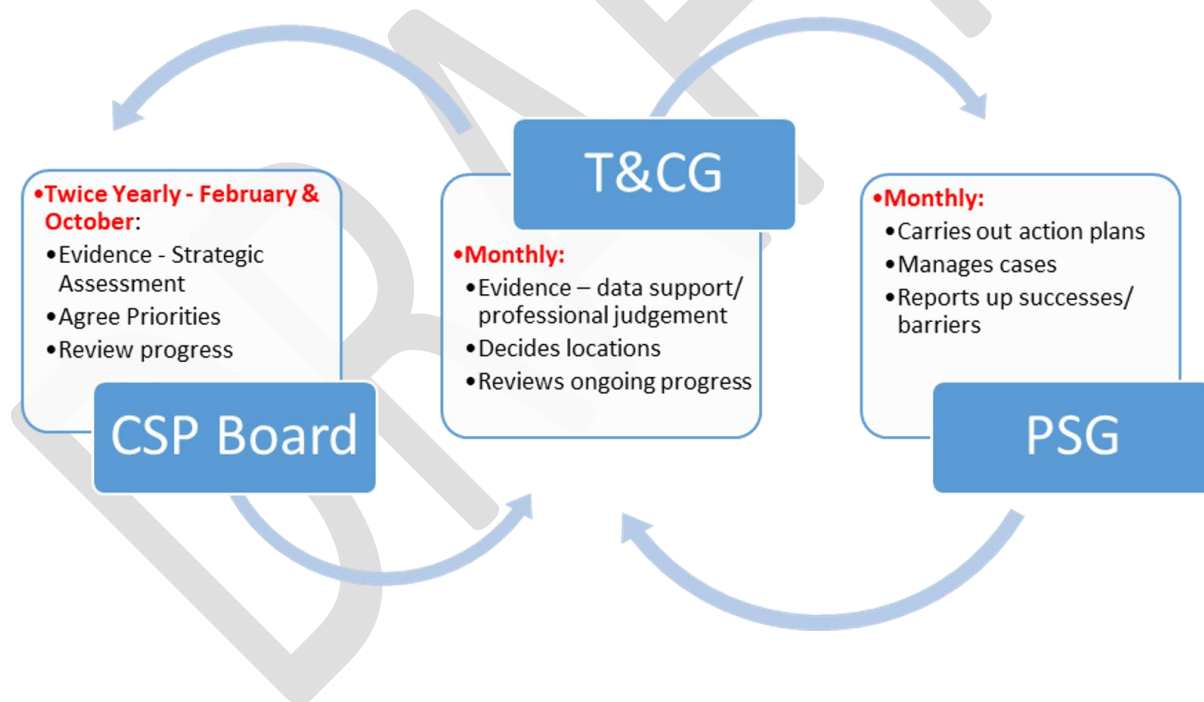 •Twice Yearly - February &
October:
•Evidence - Strategic
Assessment
•Agree Priorities
•Review progress
CSP Board
T&CG
•Monthly:
•Evidence – data support/
professional judgement
•Decides locations
•Reviews ongoing progress
•Monthly:
•Carries out action plans
•Manages cases
•Reports up successes/
barriers
PSG
DRAFT